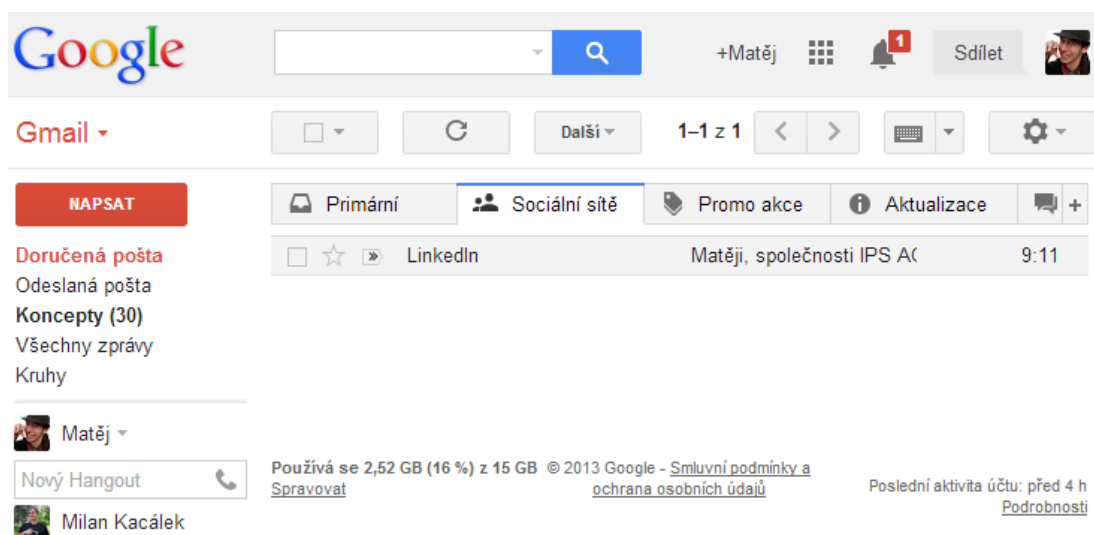 Google
+Matěj 1 Sdílet
Gmail
Další
1–1 z 1
NAPSAT
Primární
Sociální sítě
Promo akce
Aktualizace
+
Doručená pošta
LinkedIn
Matěji, společnosti IPS
9:11
Odeslaná pošta
Koncepty (30)
Všechny zprávy
Kruhy
Matěj
Používá se 2,52 GB (16 %) z 15 GB
Spravovat
© 2013 Google - Smluvní podmínky a
ochrana osobních údajů
Poslední aktivita účtu: před 4 h
Podrobnosti
Nový Hangout
Milan Kacálek